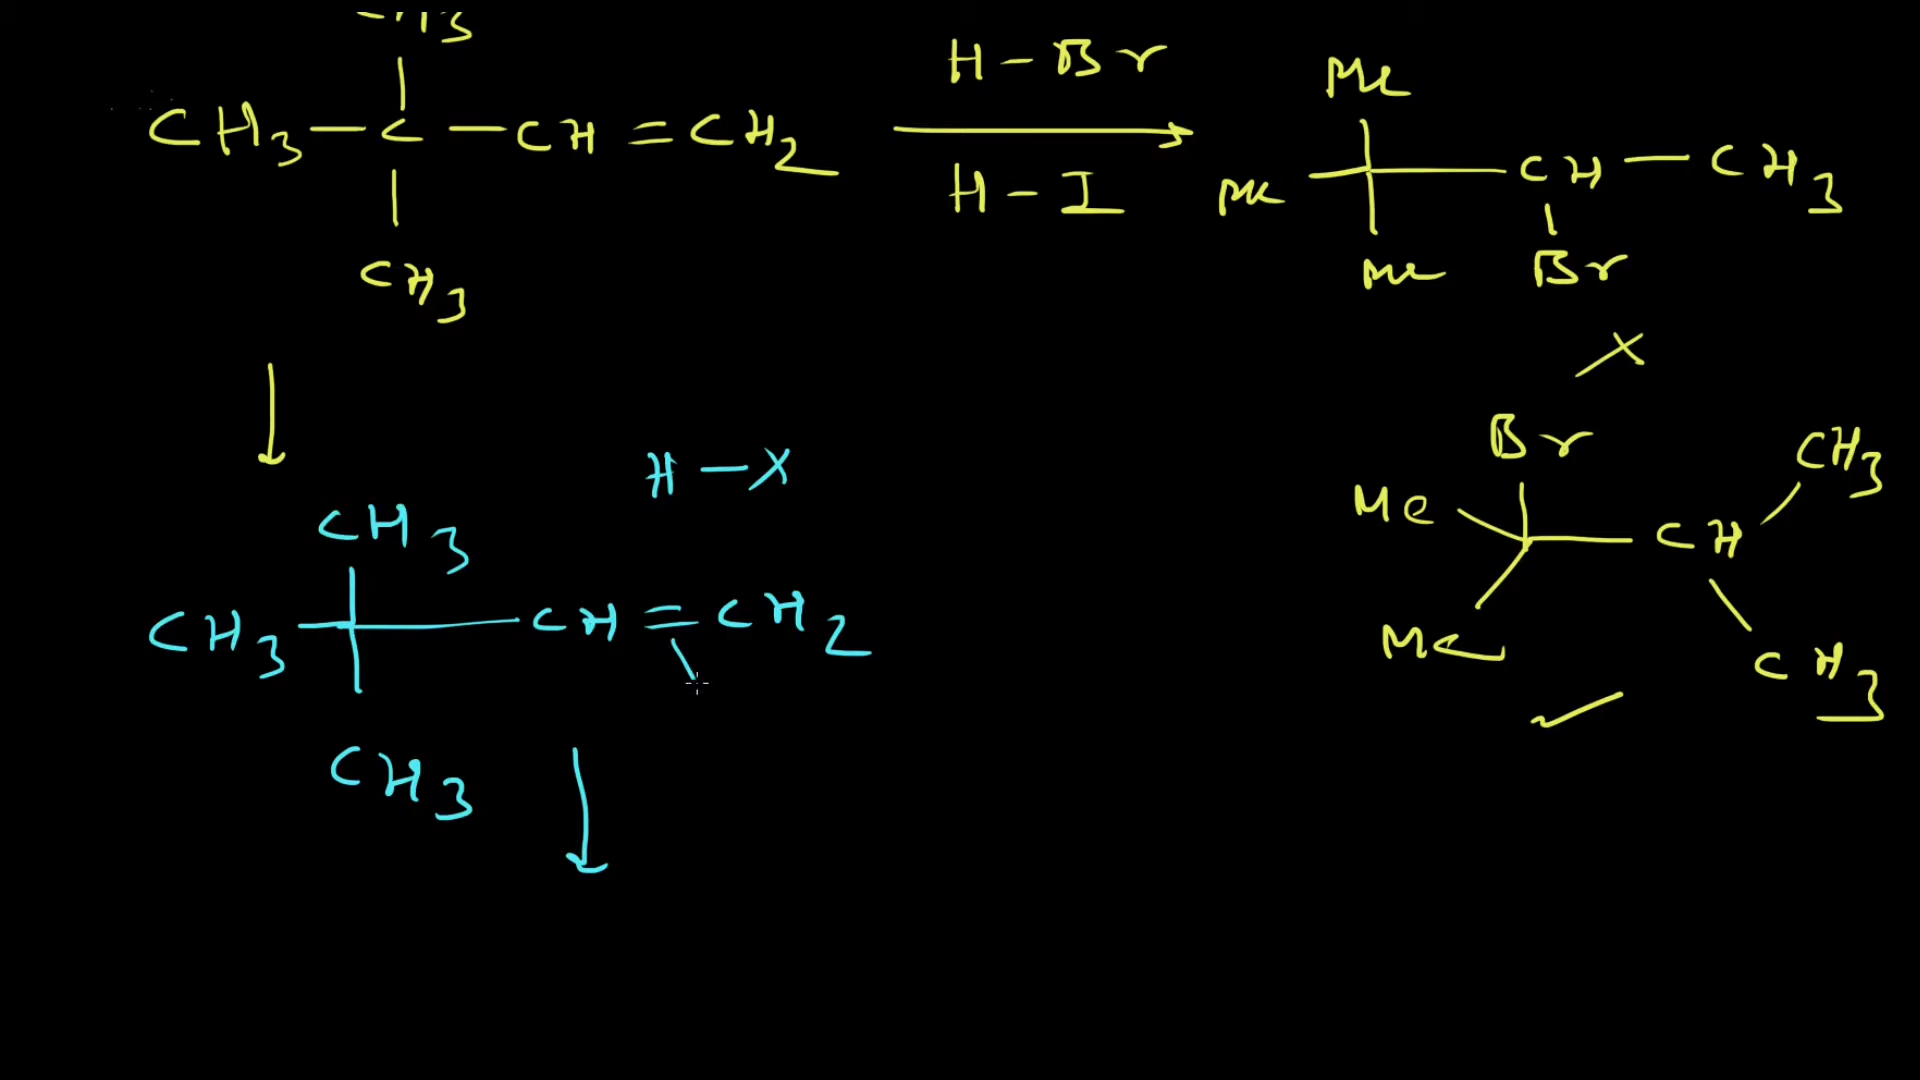 CH3
H-Br
Me
CH3-C-CH=CH2
H-I
Me
CH-CH3
CH3
Me
Br
X
Br
CH3
H-X
Me
CH
CH3
CH3
CH=CH2
Me
CH3
CH3